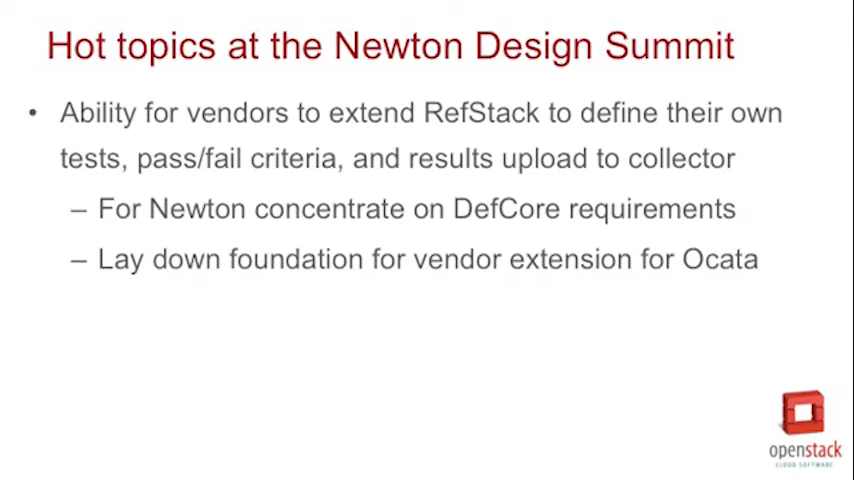 Hot topics at the Newton Design Summit
• Ability for vendors to extend RefStack to define their own
tests, pass/fail criteria, and results upload to collector
– For Newton concentrate on DefCore requirements
– Lay down foundation for vendor extension for Ocata
openstack
CLOUD SOFTWARE